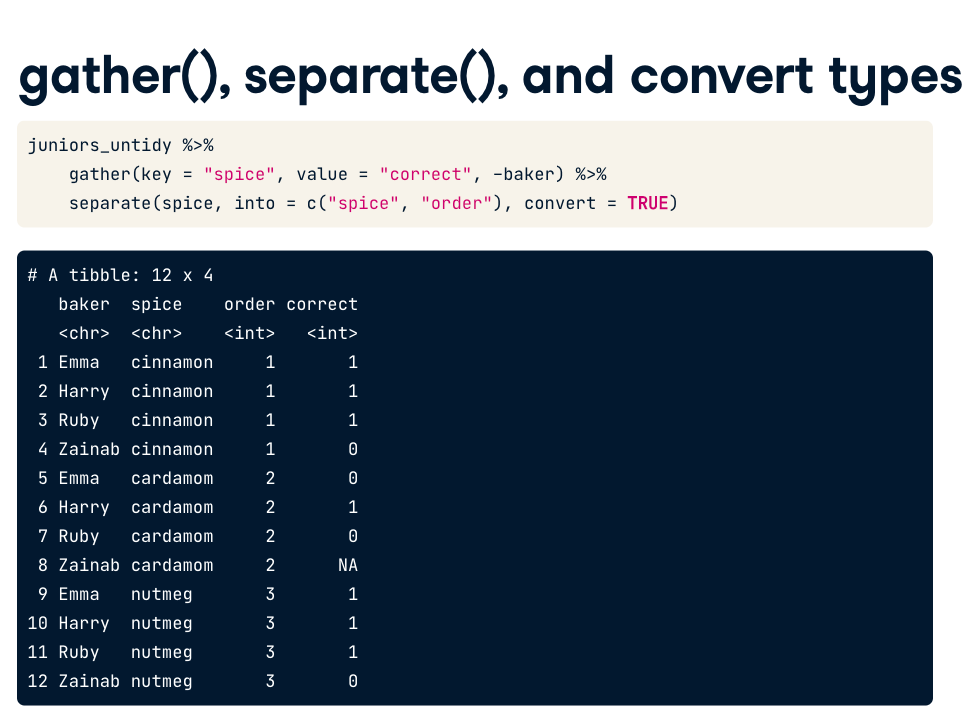 gather(), separate(), and convert types
juniors_untidy %>%
    gather(key = "spice", value = "correct", -baker) %>%
    separate(spice, into = c("spice", "order"), convert = TRUE)
# A tibble: 12 x 4
   baker  spice    order correct
   <chr>  <chr>    <int>   <int>
 1 Emma   cinnamon     1       1
 2 Harry  cinnamon     1       1
 3 Ruby   cinnamon     1       1
 4 Zainab cinnamon     1       0
 5 Emma   cardamom     2       0
 6 Harry  cardamom     2       1
 7 Ruby   cardamom     2       0
 8 Zainab cardamom     2      NA
 9 Emma   nutmeg       3       1
10 Harry  nutmeg       3       1
11 Ruby   nutmeg       3       1
12 Zainab nutmeg       3       0